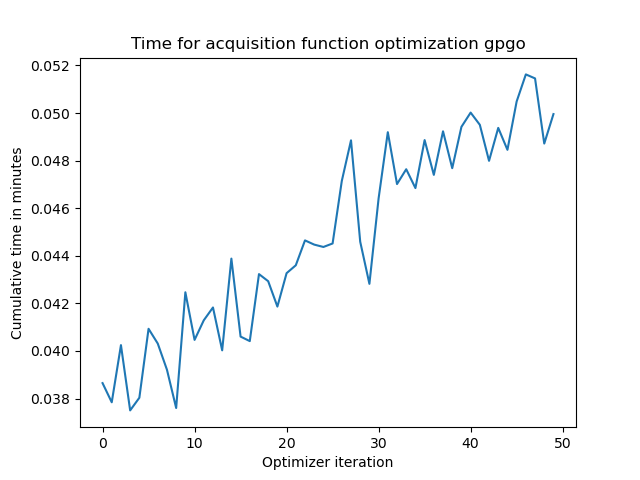 Time for acquisition function optimization gpgo
Cumulative time in minutes
0.052
0.050
0.048
0.046
0.044
0.042
0.040
0.038
0 10 20 30 40 50
Optimizer iteration